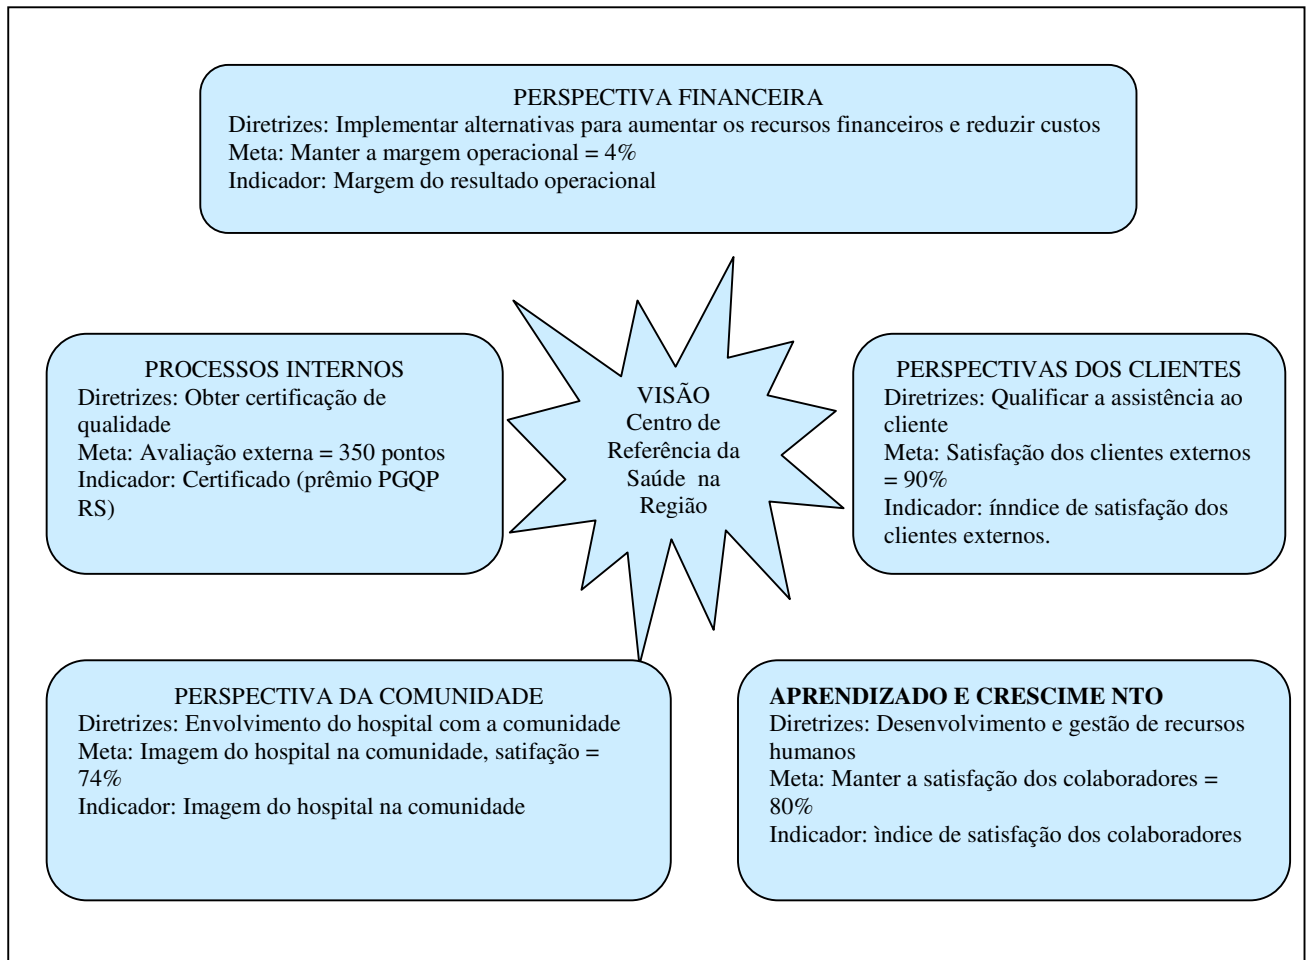 PERSPECTIVA FINANCEIRA
Diretrizes: Implementar alternativas para aumentar os recursos financeiros e reduzir custos
Meta: Manter a margem operacional = 4%
Indicador: Margem do resultado operacional
PROCESSOS INTERNOS
Diretrizes: Obter certificação de
qualidade
Meta: Avaliação externa = 350 pontos
Indicador: Certificado (prêmio PGQP
RS)
VISÃO
Centro de
Referência da
Saúde na
Região
PERSPECTIVAS DOS CLIENTES
Diretrizes: Qualificar a assistência ao
cliente
Meta: Satisfação dos clientes externos
= 90%
Indicador: ínndice de satisfação dos
clientes externos.
PERSPECTIVA DA COMUNIDADE
Diretrizes: Envolvimento do hospital com a comunidade
Meta: Imagem do hospital na comunidade, satifação =
74%
Indicador: Imagem do hospital na comunidade
APRENDIZADO E CRESCIME NTO
Diretrizes: Desenvolvimento e gestão de recursos
humanos
Meta: Manter a satisfação dos colaboradores =
80%
Indicador: ìndice de satisfação dos colaboradores